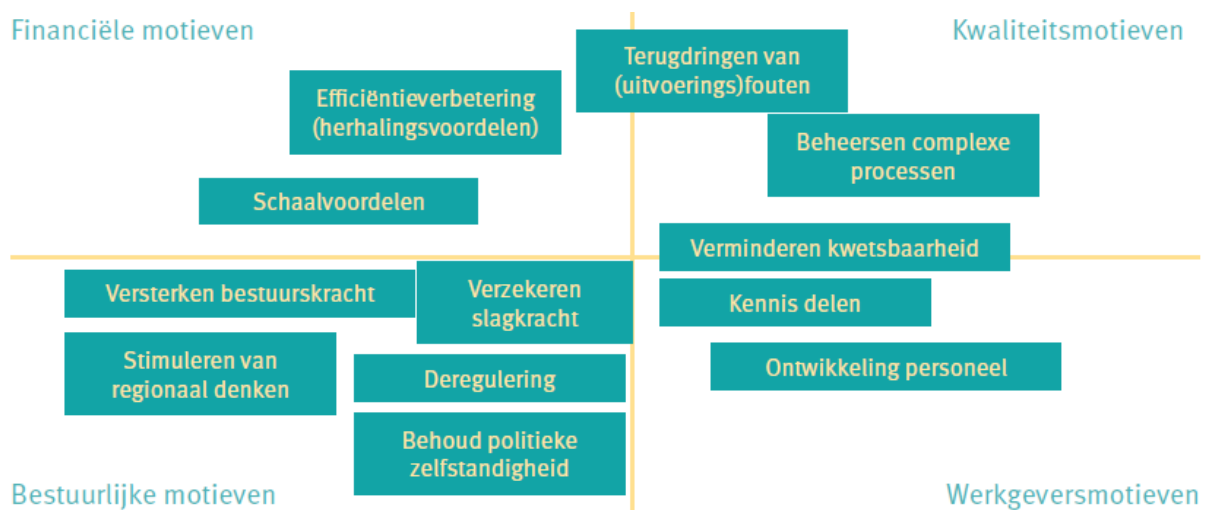 Financiële motieven
Kwaliteitsmotieven
Terugdringen van
(uitvoerings)fouten
Efficiëntieverbetering
(herhalingsvoordelen)
Beheersen complexe
processen
Schaalvoordelen
Verminderen kwetsbaarheid
Versterken bestuurskracht
Verzekeren
slagkracht
Kennis delen
Stimuleren van
regionaal denken
Deregulering
Ontwikkeling personeel
Behoud politieke
zelfstandigheid
Bestuurlijke motieven
Werkgeversmotieven